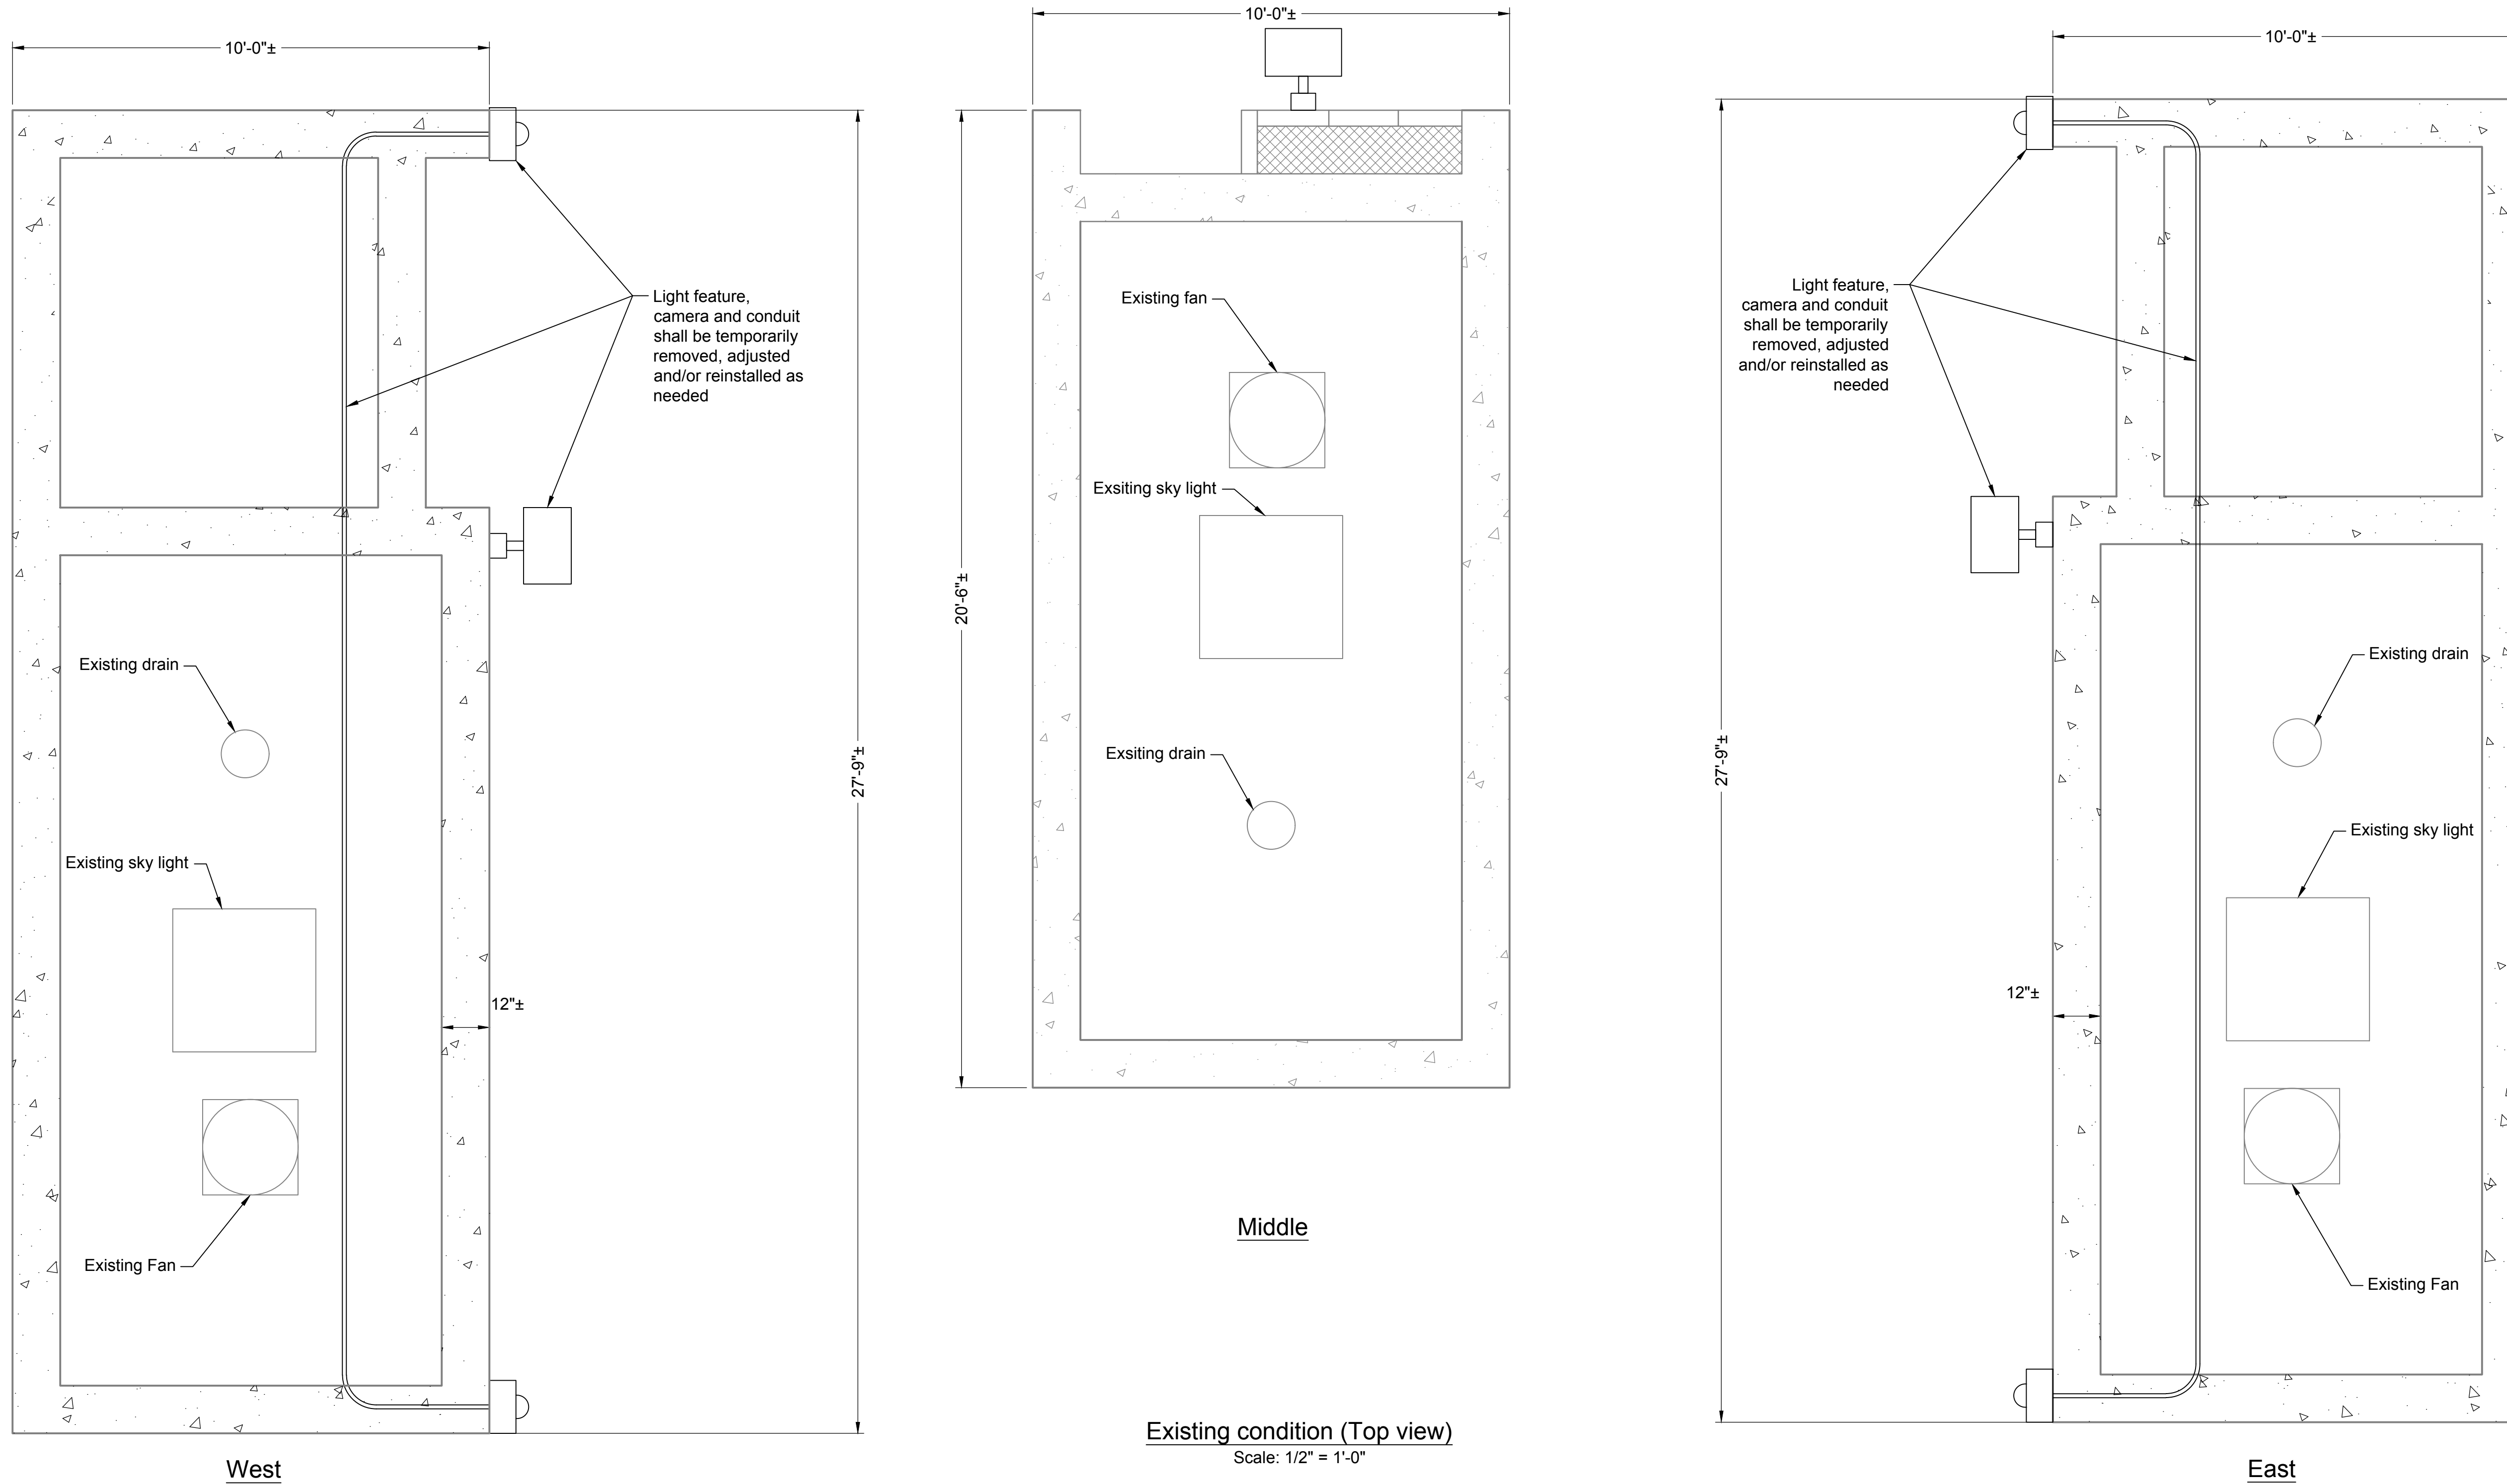 10'-0"±
Light feature,
camera and conduit
shall be temporarily
removed, adjusted
and/or reinstalled as
needed
Existing drain
27'-9"±
Existing sky light
12"±
Existing Fan
West
10'-0"±
Existing fan
Exsiting sky light
20'-6"±
Exsiting drain
Middle
Existing condition (Top view)
Scale: 1/2" = 1'-0"
10'-0"±
Light feature,
camera and conduit
shall be temporarily
removed, adjusted
and/or reinstalled as
needed
Existing drain
27'-9"±
Existing sky light
12"±
Existing Fan
East